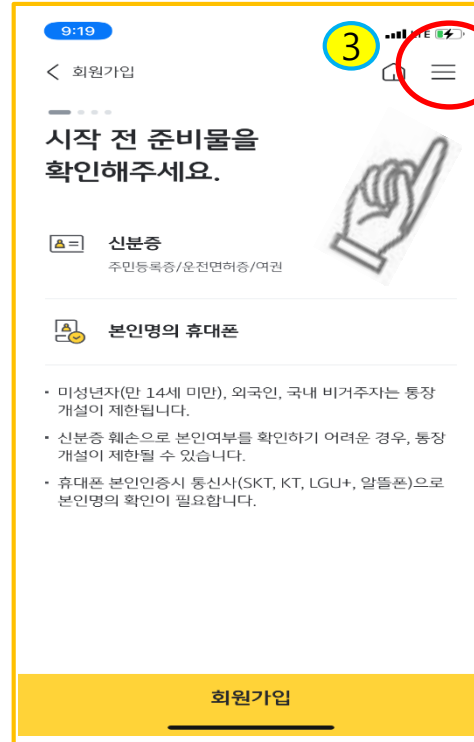 9:19
3
LTE
회원가입
시작 전 준비물을
확인해주세요.
신분증
주민등록증/운전면허증/여권
본인명의 휴대폰
• 미성년자(만 14세 미만), 외국인, 국내 비거주자는 통장
개설이 제한됩니다.
• 신분증 훼손으로 본인여부를 확인하기 어려운 경우, 통장
개설이 제한될 수 있습니다.
• 휴대폰 본인인증시 통신사(SKT, KT, LGU+, 알뜰폰)으로
본인명의 확인이 필요합니다.
회원가입